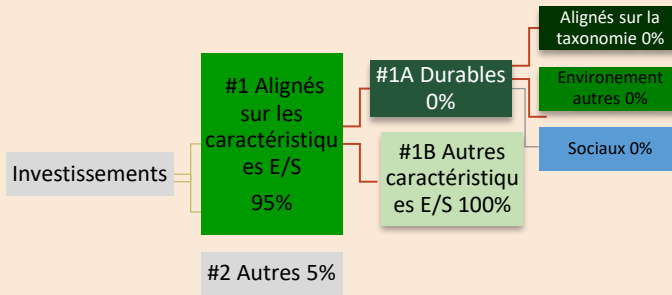 Investissements
#1 Alignés
sur les
caractéristiqu
es E/S
95%
#2 Autres 5%
#1A Durables
0%
#1B Autres
caractéristiqu
es E/S 100%
Alignés sur la
taxonomie 0%
Environement
autres 0%
Sociaux 0%